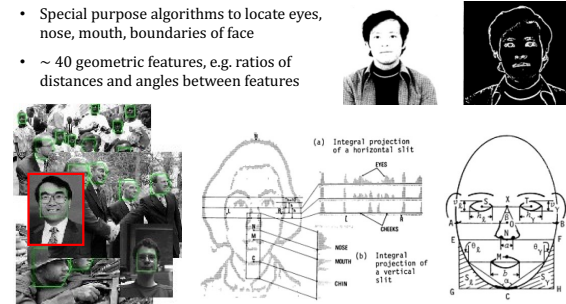 • Special purpose algorithms to locate eyes,
nose, mouth, boundaries of face
• ~ 40 geometric features, e.g. ratios of
distances and angles between features
(a) Integral projection
of a horizontal slit
EYES
L
R
CHEEKS
NOSE
MOUTH
CHIN
(b) Integral
projection of
a vertical
slit
N
M
C
X
A
B
E
F
N
M
G
C
H